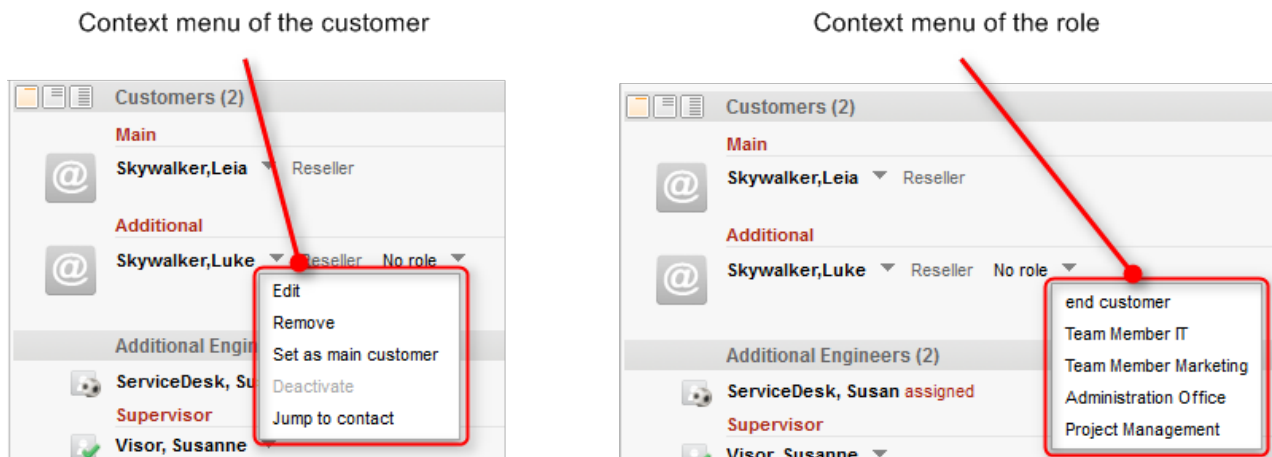 Context menu of the customer
Customers (2)
Main
Skywalker,Leia Reseller
Additional
Skywalker,Luke Reseller No role
Edit
Remove
Set as main customer
Deactivate
Jump to contact
Additional Engin
ServiceDesk, Su
Supervisor
Visor, Susanne
Context menu of the role
Customers (2)
Main
Skywalker,Leia Reseller
Additional
Skywalker,Luke Reseller No role
end customer
Team Member IT
Team Member Marketing
Administration Office
Project Management
Additional Engineers (2)
ServiceDesk, Susan assigned
Supervisor
Visor, Susanne